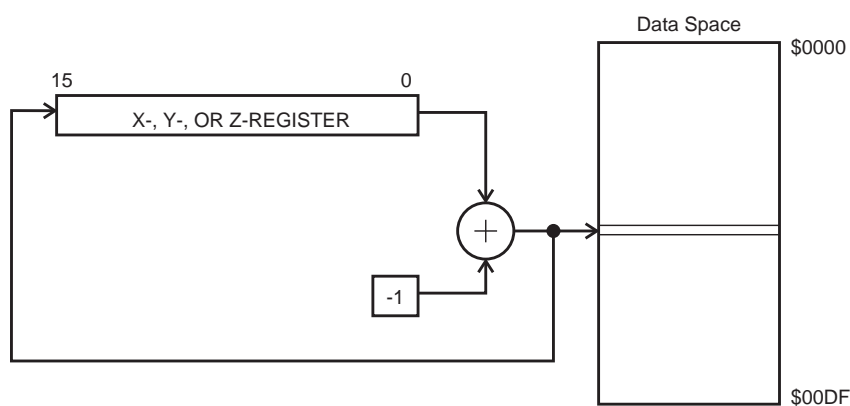 Data Space
$0000
15
0
X-, Y-, OR Z-REGISTER
+
-1
$00DF